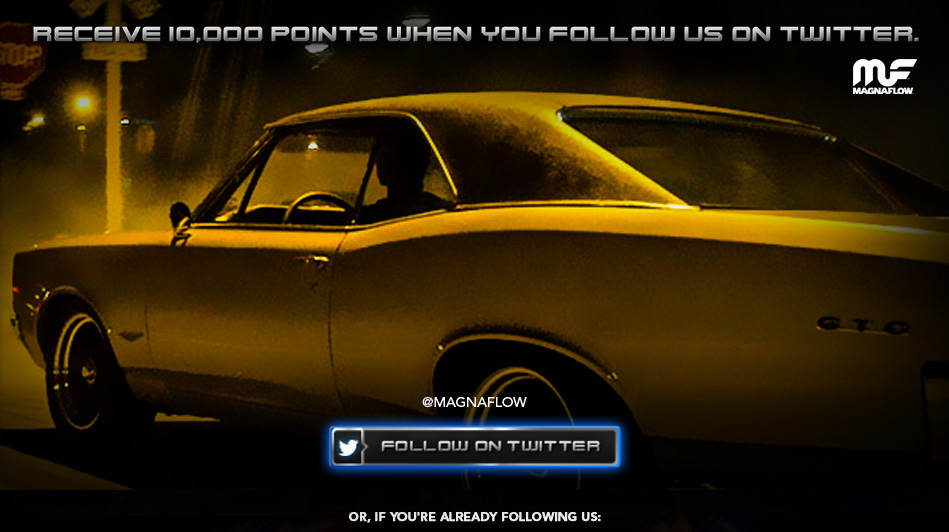 RECEIVE 10,000 POINTS WHEN YOU FOLLOW US ON TWITTER.
MF
MAGNAFLOW
GTO
@MAGNAFLOW
FOLLOW ON TWITTER
OR, IF YOU'RE ALREADY FOLLOWING US: